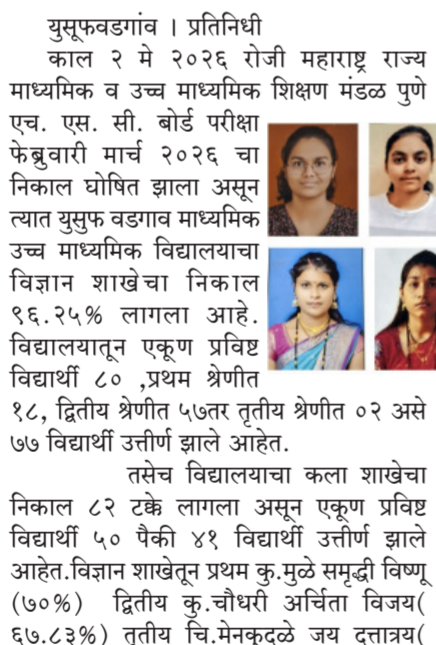 युसूफवडगांव । प्रतिनिधी
काल २ मे २०२६ रोजी महाराष्ट्र राज्य
माध्यमिक व उच्च माध्यमिक शिक्षण मंडळ पुणे
एच. एस. सी. बोर्ड परीक्षा
फेब्रुवारी मार्च २०२६ चा
निकाल घोषित झाला असून
त्यात युसुफ वडगाव माध्यमिक
उच्च माध्यमिक विद्यालयाचा
विज्ञान शाखेचा निकाल
९६.२५% लागला आहे.
विद्यालयातून एकूण प्रविष्ट
विद्यार्थी ८० ,प्रथम श्रेणीत
१८, द्वितीय श्रेणीत ५७तर तृतीय श्रेणीत ०२ असे
७७ विद्यार्थी उत्तीर्ण झाले आहेत.
तसेच विद्यालयाचा कला शाखेचा
निकाल ८२ टक्के लागला असून एकूण प्रविष्ट
विद्यार्थी ५० पैकी ४१ विद्यार्थी उत्तीर्ण झाले
आहेत.विज्ञान शाखेतून प्रथम कु.मुळे समृद्धी विष्णू
(७०%) द्वितीय कु.चौधरी अर्चिता विजय(
६७.८३%) तृतीय चि.मेनकुदळे जय दत्तात्रय(